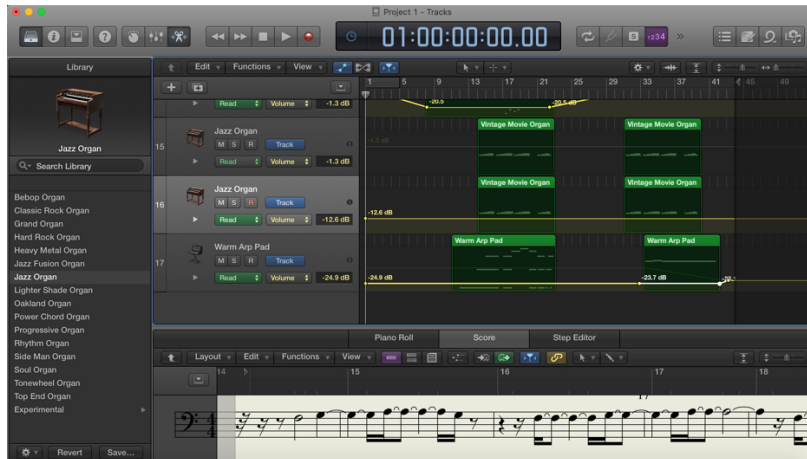 Project 1 - Tracks
01:00:00:00.00
S
1234
Library
Edit
Functions
View
1 5 9 13 17 21 25 29 33 37 41 45 49
Jazz Organ
Search Library
Read Volume -1.3 dB
-20.5
15
Jazz Organ
M S R Track
Read Volume -1.3 dB
-1.3 dB
Vintage Movie Organ
Vintage Movie Organ
16
Jazz Organ
M S R Track
Read Volume -12.6 dB
-12.6 dB
Vintage Movie Organ
Vintage Movie Organ
17
Warm Arp Pad
M S R Track
Read Volume -24.9 dB
-24.9 dB
Warm Arp Pad
Warm Arp Pad
-23.7 dB
Bebop Organ
Classic Rock Organ
Grand Organ
Hard Rock Organ
Heavy Metal Organ
Jazz Fusion Organ
Jazz Organ
Lighter Shade Organ
Oakland Organ
Power Chord Organ
Progressive Organ
Rhythm Organ
Side Man Organ
Soul Organ
Tonewheel Organ
Top End Organ
Experimental
Revert Save...
Piano Roll Score Step Editor
Layout Edit Functions View
14 15 16 17 18
17